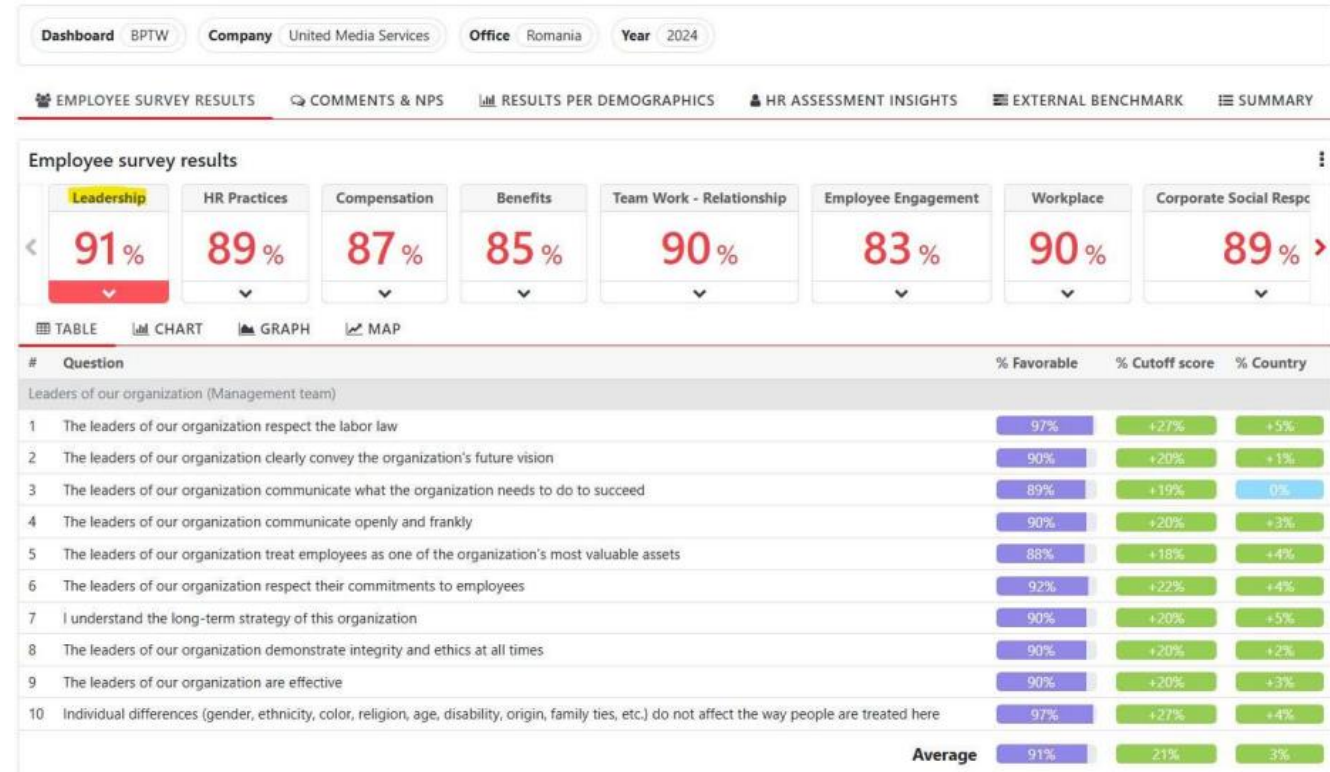 Dashboard BPTW Company United Media Services Office Romania Year 2024
EMPLOYEE SURVEY RESULTS COMMENTS & NPS RESULTS PER DEMOGRAPHICS HR ASSESSMENT INSIGHTS EXTERNAL BENCHMARK SUMMARY
Employee survey results
Leadership HR Practices Compensation Benefits Team Work - Relationship Employee Engagement Workplace Corporate Social Respc
91% 89% 87% 85% 90% 83% 90% 89%
TABLE CHART GRAPH MAP
# Question % Favorable % Cutoff score % Country
Leaders of our organization (Management team)
1 The leaders of our organization respect the labor law 97% +27% +5%
2 The leaders of our organization clearly convey the organization's future vision 90% +20% +1%
3 The leaders of our organization communicate what the organization needs to do to succeed 89% +19% 0%
4 The leaders of our organization communicate openly and frankly 90% +20% +3%
5 The leaders of our organization treat employees as one of the organization's most valuable assets 88% +18% +4%
6 The leaders of our organization respect their commitments to employees 92% +22% +4%
7 I understand the long-term strategy of this organization 90% +20% +5%
8 The leaders of our organization demonstrate integrity and ethics at all times 90% +20% +2%
9 The leaders of our organization are effective 90% +20% +3%
10 Individual differences (gender, ethnicity, color, religion, age, disability, origin, family ties, etc.) do not affect the way people are treated here 97% +27% +4%
Average 91% 21% 3%